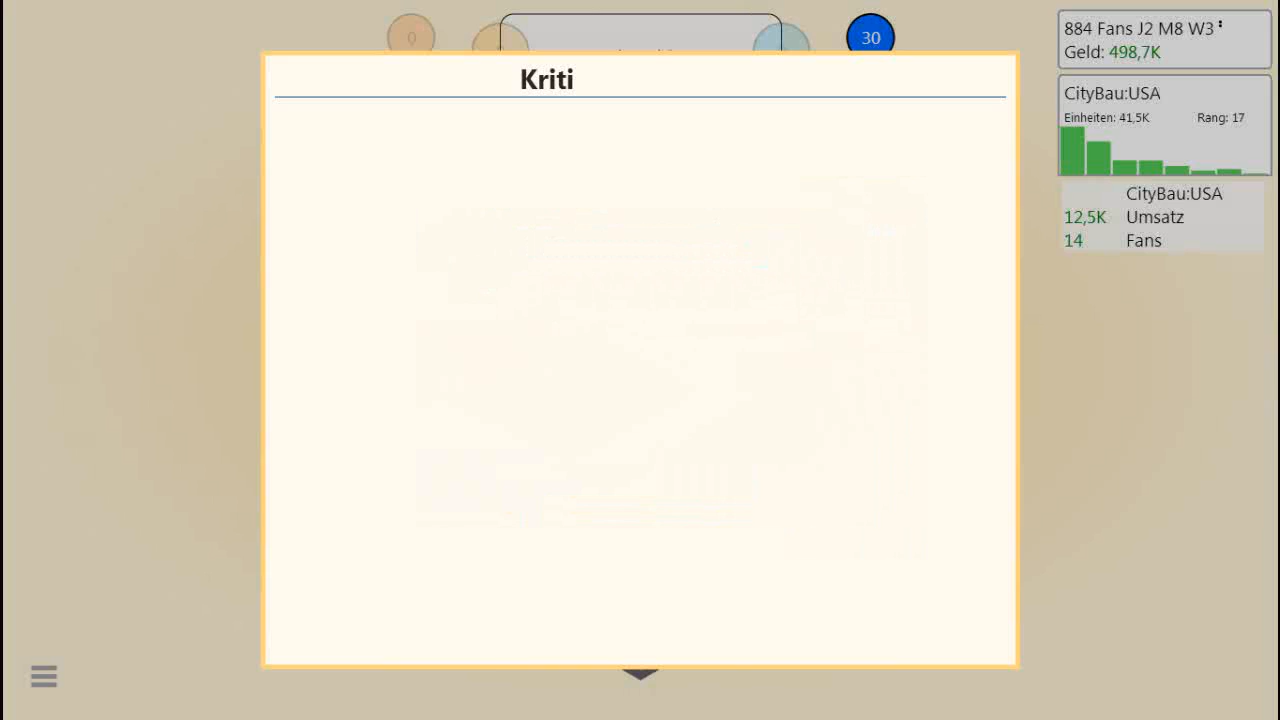 0
30
Kriti
884 Fans J2 M8 W3
Geld: 498,7K
CityBau:USA
Einheiten: 41,5K Rang: 17
CityBau:USA
12,5K Umsatz
14 Fans